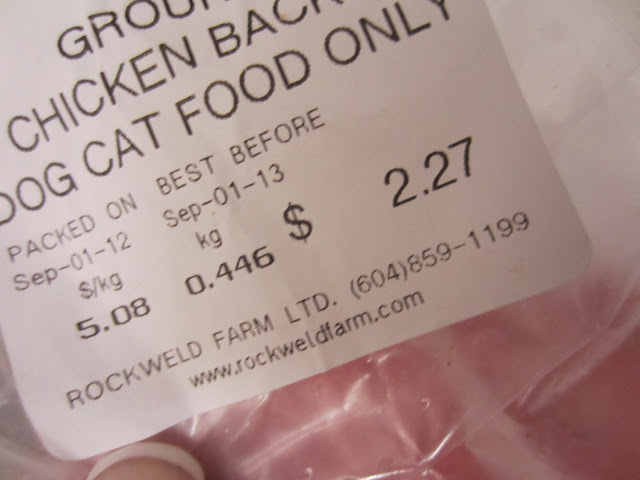 CHICKEN
DOG CAT FOOD ONLY
PACKED ON BEST BEFORE
Sep-01-12 Sep-01-13
$/kg kg $ 2.27
5.08 0.446
ROCKWELD FARM LTD. (604)859-1199
www.rockweldfarm.com